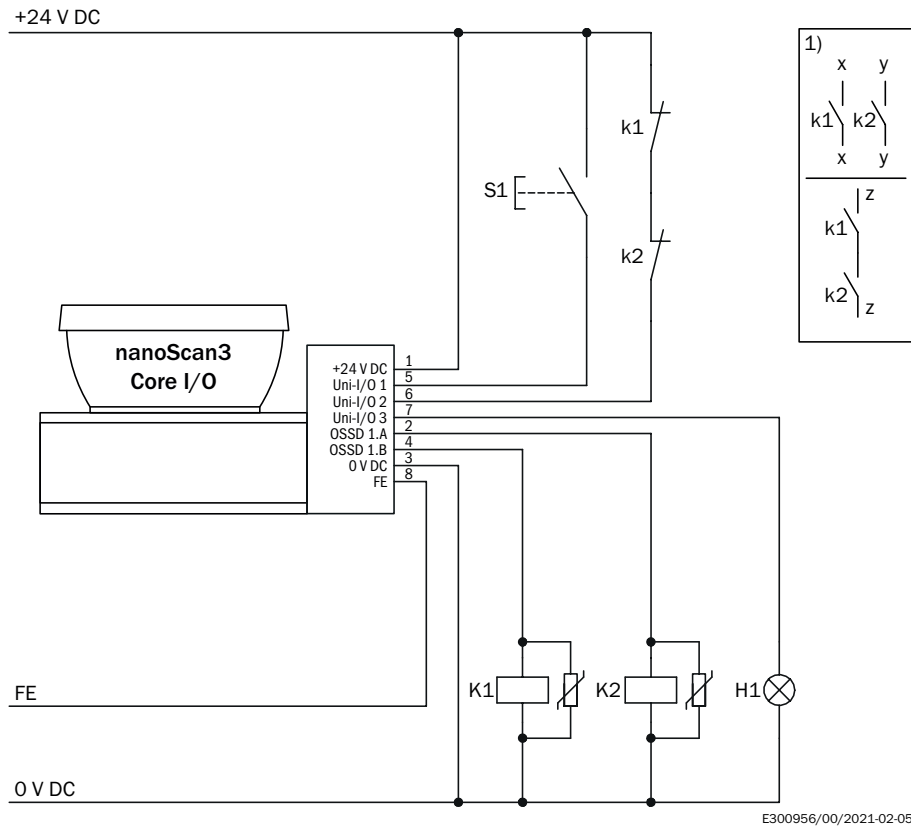 +24 V DC
1)
x y
k1 k2
x y
z
k1
k2
z
k1
S1
k2
nanoScan3
Core I/O
+24 V DC 1
Uni-I/O 1 5
Uni-I/O 2 6
Uni-I/O 3 7
OSSD 1.A 2
OSSD 1.B 4
0 V DC 3
FE 8
FE
K1 K2 H1
0 V DC
E300956/00/2021-02-05